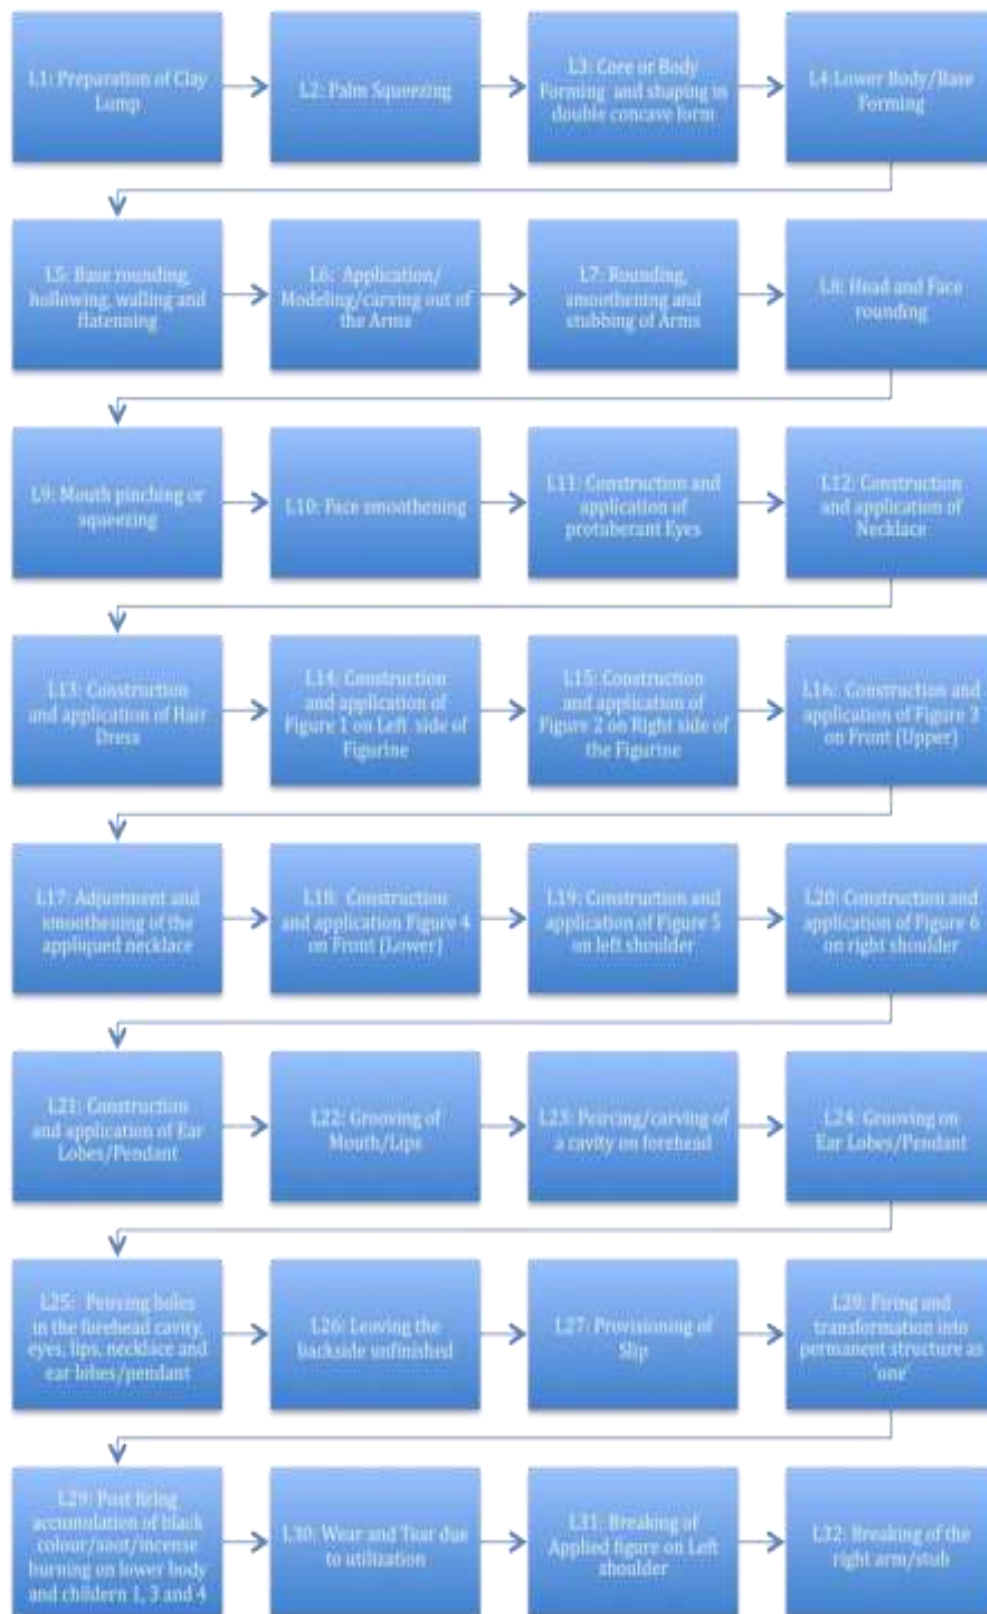 L1: Preparation of Clay
Lump
L2: Palm Squeezing
L3: Core or Body
Forming and shaping in
double concave form
L4:Lower Body/Base
Forming
L5: Base rounding,
hollowing, walling and
flatenning
L6: Application/
Modeling/carving out of
the Arms
L7: Rounding,
smoothening and
stubbing of Arms
L8: Head and Face
rounding
L9: Mouth pinching or
squeezing
L10: Face smoothening
L11: Construction and
application of
protaberant Eyes
L12: Construction
and application of
Necklace
L13: Construction
and application of Hair
Dress
L14: Construction
and application of
Figure 1 on Left side of
Figurine
L15: Construction
and application of
Figure 2 on Right side of
the Figurine
L16: Construction and
application of Figure 3
on Front (Upper)
L17: Adjustment and
smoothening of the
appliqued necklace
L18: Construction
and application Figure 4
on Front (Lower)
L19: Construction and
application of Figure 5
on left shoulder
L20: Construction and
application of Figure 6
on right shoulder
L21: Construction
and application of Ear
Lobes/Pendant
L22: Grooving of
Mouth/Lips
L23: Peircing/carving of
a cavity on forehead
L24: Grooving on
Ear Lobes/Pendant
L25: Peircing holes
in the forehead cavity,
eyes, lips, necklace and
ear lobes/pendant
L26: Leaving the
backside unfinished
L27: Provisioning of
Slip
L28: Firing and
transformation into
permanent structure as
'one'
L29: Post firing
accumulation of black
colour/soot/incense
burning on lower body
and childern 1, 3 and 4
L30: Wear and Tear due
to utilization
L31: Breaking of
Applied figure on Left
shoulder
L32: Breaking of the
right arm/stub